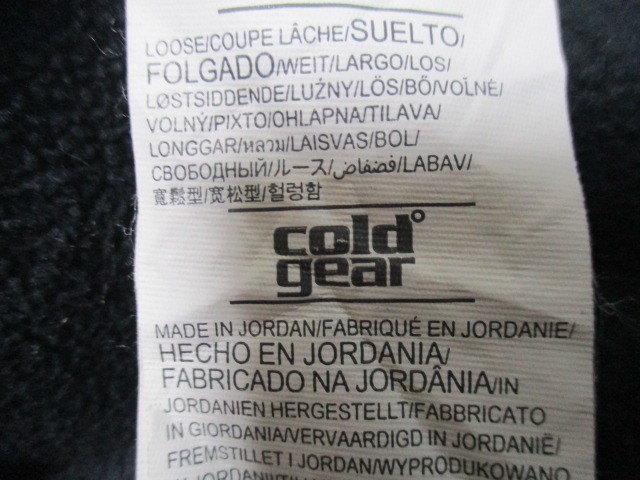 LOOSE/COUPE LÂCHE/SUELTO/
FOLGADO/WEIT/LARGO/LOS/
LØSTSIDDENDE/LUŹNY/LÖS/BŐ/VOĽNÉ/
VOLNÝ/PIXTO/OHLAPNA/TILAVA/
LONGGAR/หลวม/LAISVAS/BOL/
СВОБОДНЫЙ/ルース/فضفاض/LABAV/
寬鬆型/宽松型/헐렁함
cold°
gear
MADE IN JORDAN/FABRIQUÉ EN JORDANIE/
HECHO EN JORDANIA/
FABRICADO NA JORDÂNIA/IN
JORDANIEN HERGESTELLT/FABBRICATO
IN GIORDANIA/VERVAARDIGD IN JORDANIË/
FREMSTILLET I JORDAN/WYPRODUKOWANO